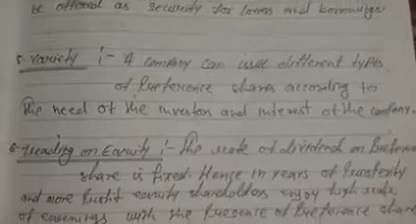 be offered as security for loans and borrowings
5. Variety :- A company can issue different types
of Preference shares according to
the need of the investors and interest of the company.
6. Treading on Equity :- The rate of dividend on Preference
share is fixed. Hence in years of Prosterity
and more Profit equity shareholders enjoy high rate
of earnings with the Presence of Preference share